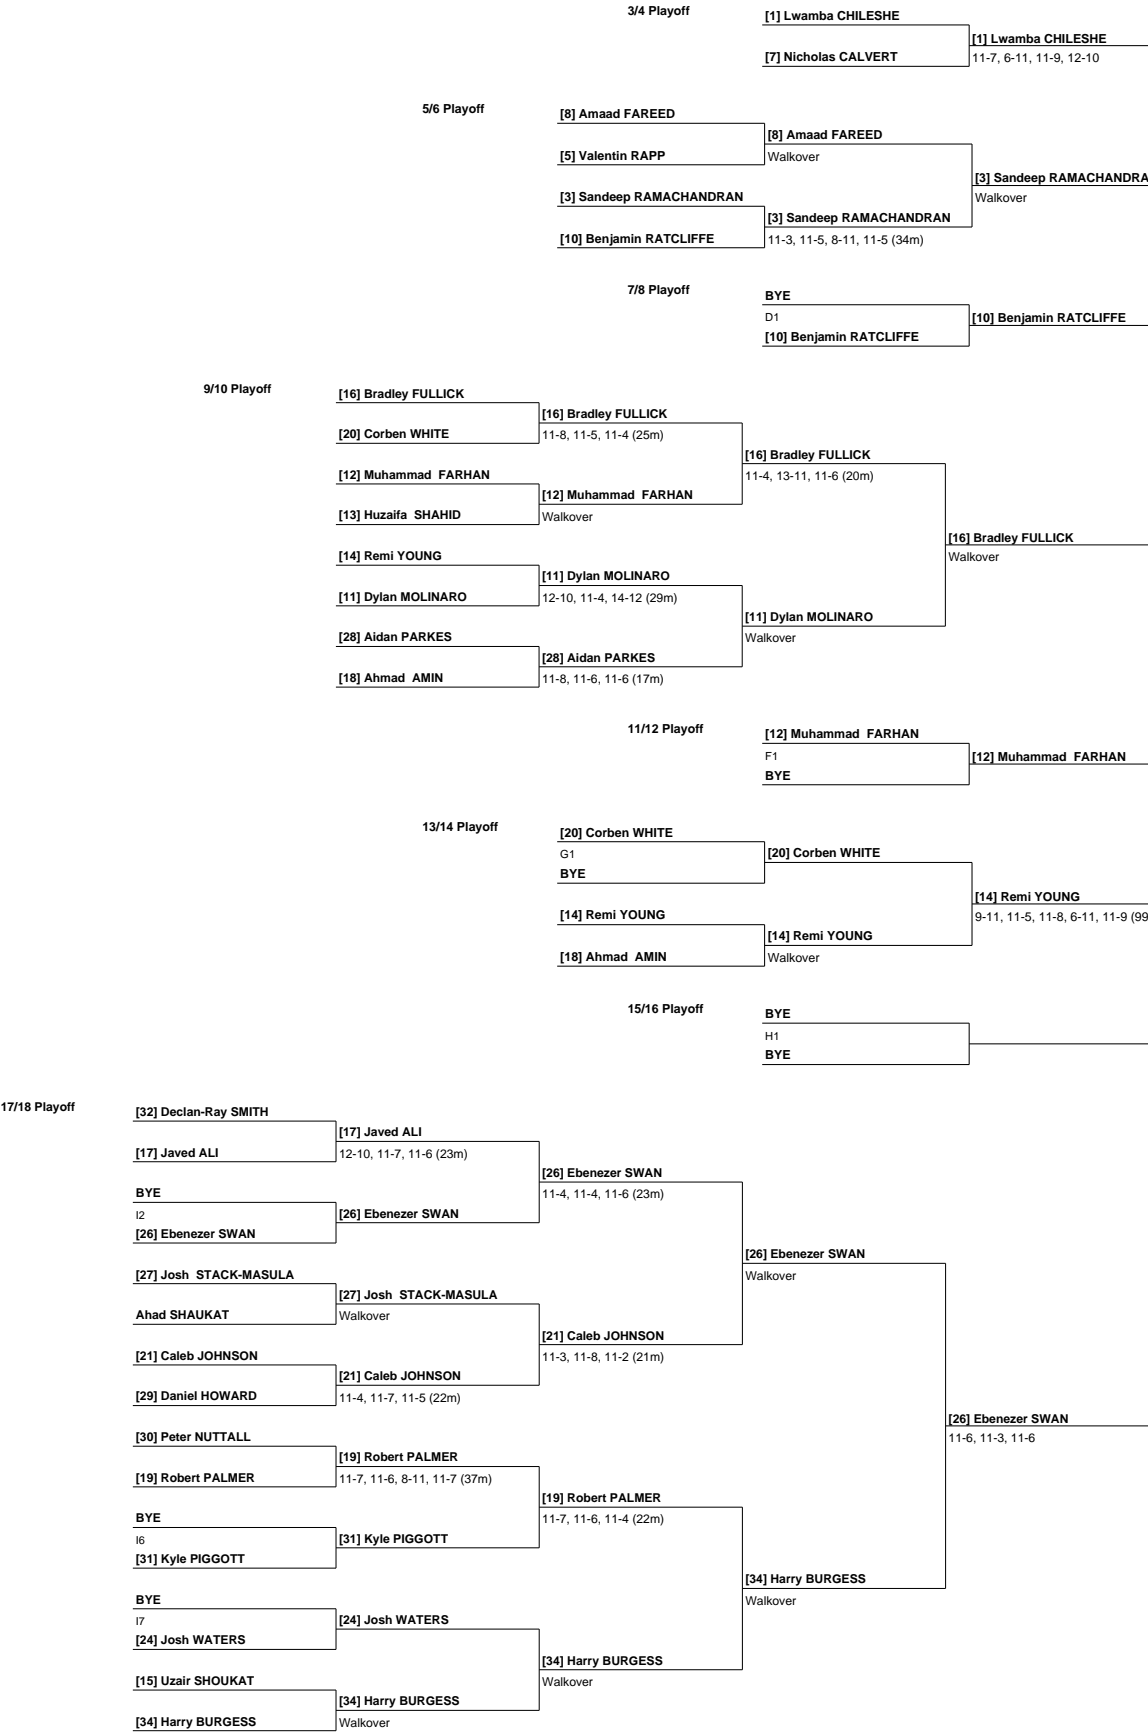 3/4 Playoff
[1] Lwamba CHILESHE
[1] Lwamba CHILESHE
[7] Nicholas CALVERT
11-7, 6-11, 11-9, 12-10
5/6 Playoff
[8] Amaad FAREED
[8] Amaad FAREED
[5] Valentin RAPP
Walkover
[3] Sandeep RAMACHANDRA
Walkover
[3] Sandeep RAMACHANDRAN
[3] Sandeep RAMACHANDRAN
[10] Benjamin RATCLIFFE
11-3, 11-5, 8-11, 11-5 (34m)
7/8 Playoff
BYE
D1
[10] Benjamin RATCLIFFE
[10] Benjamin RATCLIFFE
9/10 Playoff
[16] Bradley FULLICK
[16] Bradley FULLICK
[20] Corben WHITE
11-8, 11-5, 11-4 (25m)
[16] Bradley FULLICK
11-4, 13-11, 11-6 (20m)
[12] Muhammad FARHAN
[12] Muhammad FARHAN
[13] Huzaifa SHAHID
Walkover
[16] Bradley FULLICK
Walkover
[14] Remi YOUNG
[11] Dylan MOLINARO
[11] Dylan MOLINARO
12-10, 11-4, 14-12 (29m)
[11] Dylan MOLINARO
Walkover
[28] Aidan PARKES
[28] Aidan PARKES
[18] Ahmad AMIN
11-8, 11-6, 11-6 (17m)
11/12 Playoff
[12] Muhammad FARHAN
F1
[12] Muhammad FARHAN
BYE
13/14 Playoff
[20] Corben WHITE
G1
[20] Corben WHITE
BYE
[14] Remi YOUNG
9-11, 11-5, 11-8, 6-11, 11-9 (99
[14] Remi YOUNG
[14] Remi YOUNG
[18] Ahmad AMIN
Walkover
15/16 Playoff
BYE
H1
BYE
17/18 Playoff
[32] Declan-Ray SMITH
[17] Javed ALI
[17] Javed ALI
12-10, 11-7, 11-6 (23m)
[26] Ebenezer SWAN
11-4, 11-4, 11-6 (23m)
BYE
I2
[26] Ebenezer SWAN
[26] Ebenezer SWAN
[26] Ebenezer SWAN
Walkover
[27] Josh STACK-MASULA
[27] Josh STACK-MASULA
Ahad SHAUKAT
Walkover
[21] Caleb JOHNSON
11-3, 11-8, 11-2 (21m)
[21] Caleb JOHNSON
[21] Caleb JOHNSON
[29] Daniel HOWARD
11-4, 11-7, 11-5 (22m)
[26] Ebenezer SWAN
11-6, 11-3, 11-6
[30] Peter NUTTALL
[19] Robert PALMER
[19] Robert PALMER
11-7, 11-6, 8-11, 11-7 (37m)
[19] Robert PALMER
11-7, 11-6, 11-4 (22m)
BYE
I6
[31] Kyle PIGGOTT
[31] Kyle PIGGOTT
[34] Harry BURGESS
Walkover
BYE
I7
[24] Josh WATERS
[24] Josh WATERS
[34] Harry BURGESS
Walkover
[15] Uzair SHOUKAT
[34] Harry BURGESS
[34] Harry BURGESS
Walkover